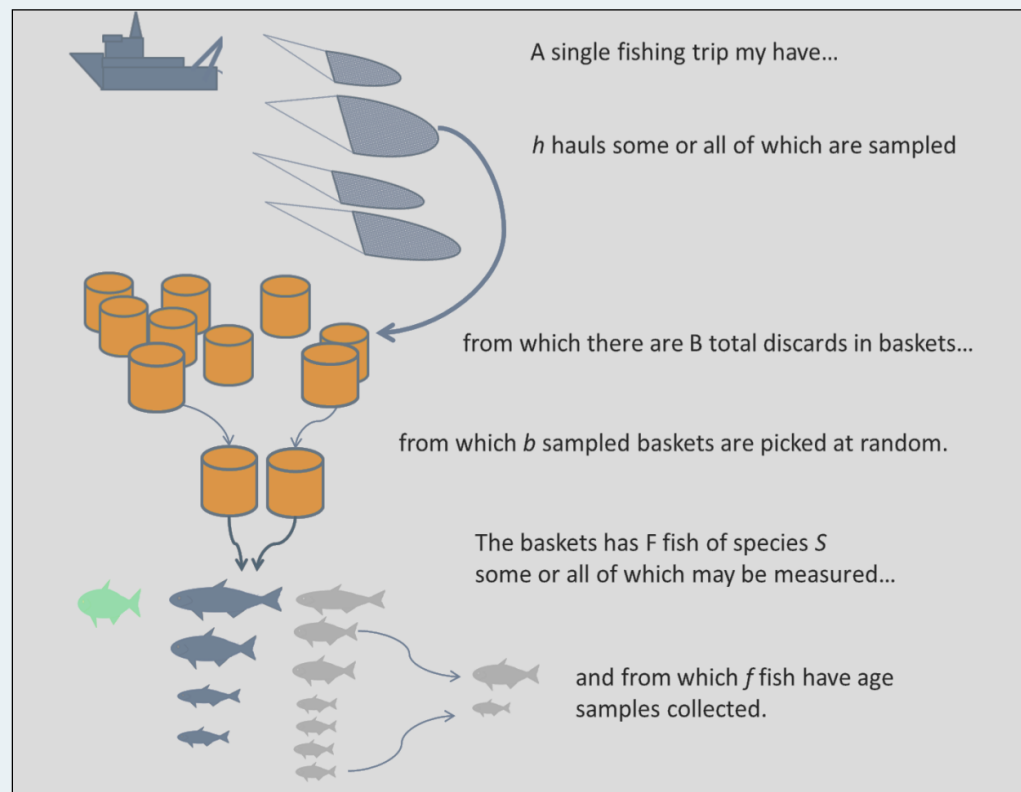 A single fishing trip my have…
h hauls some or all of which are sampled
from which there are B total discards in baskets…
from which b sampled baskets are picked at random.
The baskets has F fish of species S
some or all of which may be measured…
and from which f fish have age
samples collected.